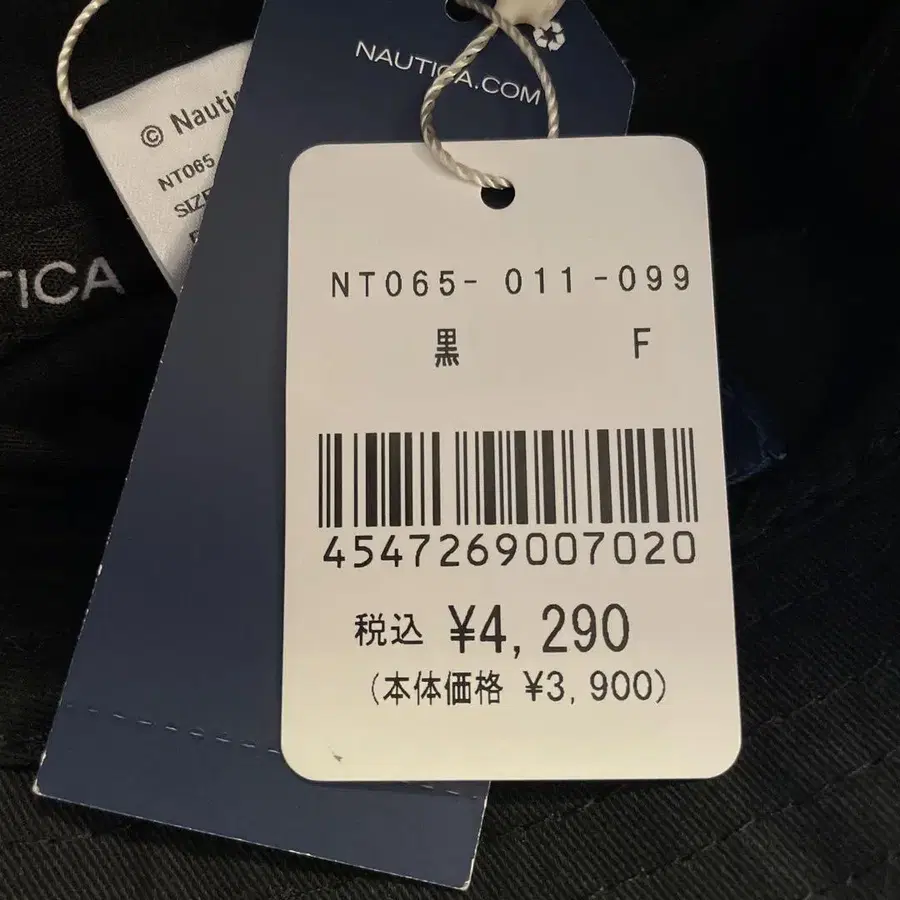 NAUTICA.COM
© Nautic
NT065
SIZE
TICA
NT065- 011 -099
黒 F
4547269007020
税込 ¥4, 290
(本体価格 ¥3, 900)